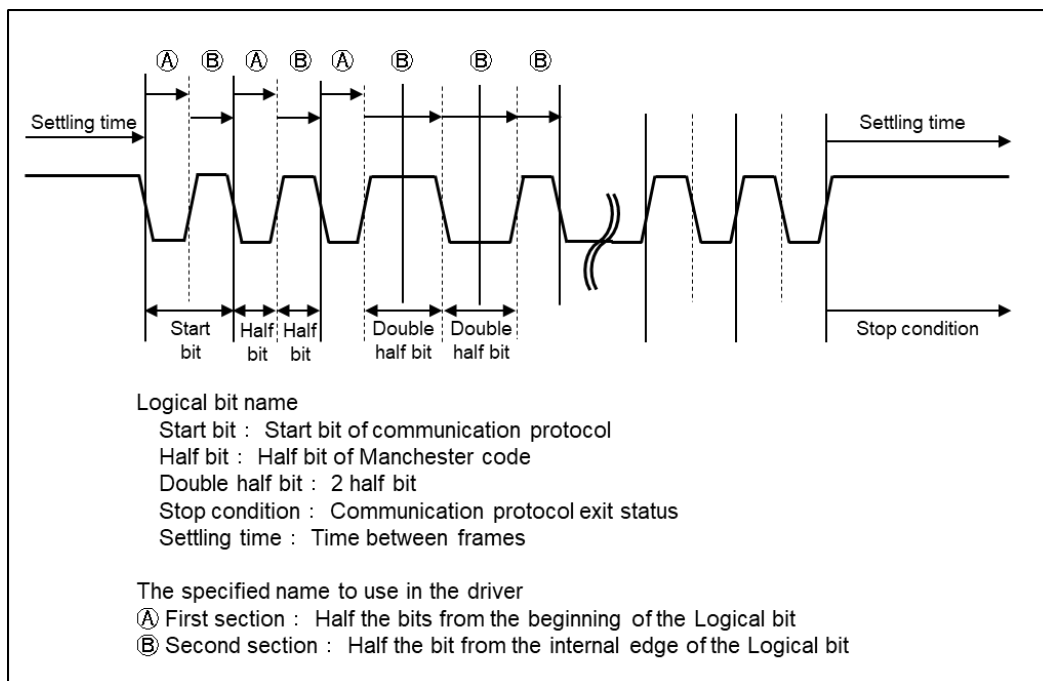 Ⓐ Ⓑ Ⓐ Ⓑ Ⓐ Ⓑ Ⓑ Ⓑ
Settling time
Settling time
Start bit
Half bit
Half bit
Double half bit
Double half bit
Stop condition
Logical bit name
Start bit : Start bit of communication protocol
Half bit : Half bit of Manchester code
Double half bit : 2 half bit
Stop condition : Communication protocol exit status
Settling time : Time between frames
The specified name to use in the driver
Ⓐ First section : Half the bits from the beginning of the Logical bit
Ⓑ Second section : Half the bit from the internal edge of the Logical bit